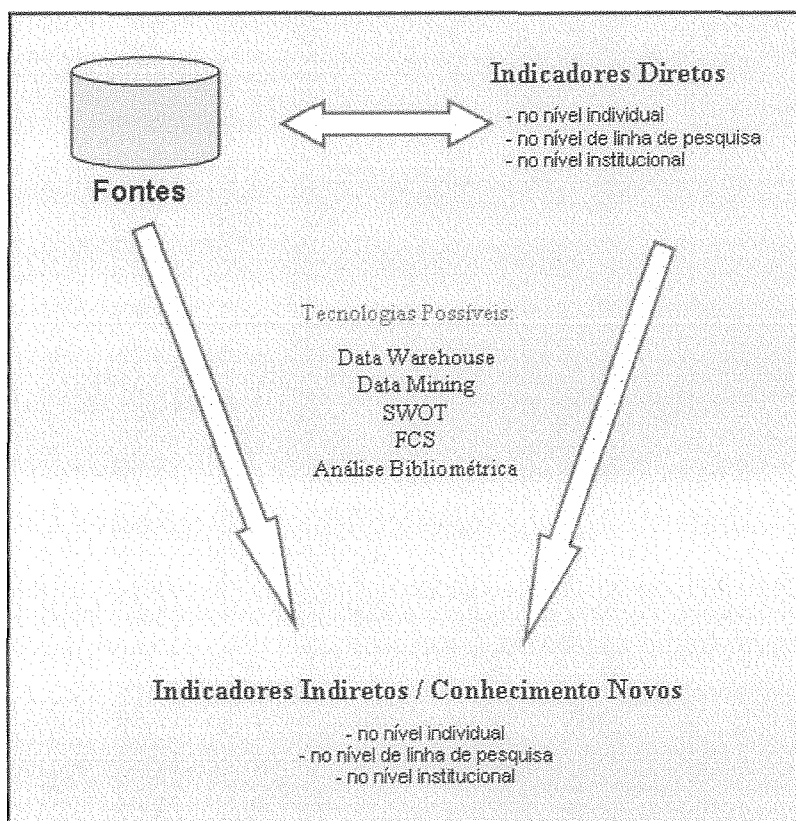 Indicadores Diretos
- no nível individual
- no nível de linha de pesquisa
- no nível institucional
Fontes
Tecnologias Possíveis:
Data Warehouse
Data Mining
SWOT
FCS
Análise Bibliométrica
Indicadores Indiretos / Conhecimento Novos
- no nível individual
- no nível de linha de pesquisa
- no nível institucional